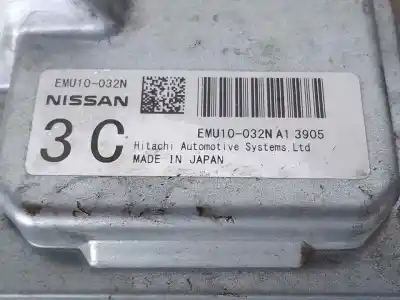 EMU10-032N
NISSAN
3C
EMU10-032N A1 3905
Hitachi Automotive Systems,Ltd
MADE IN JAPAN